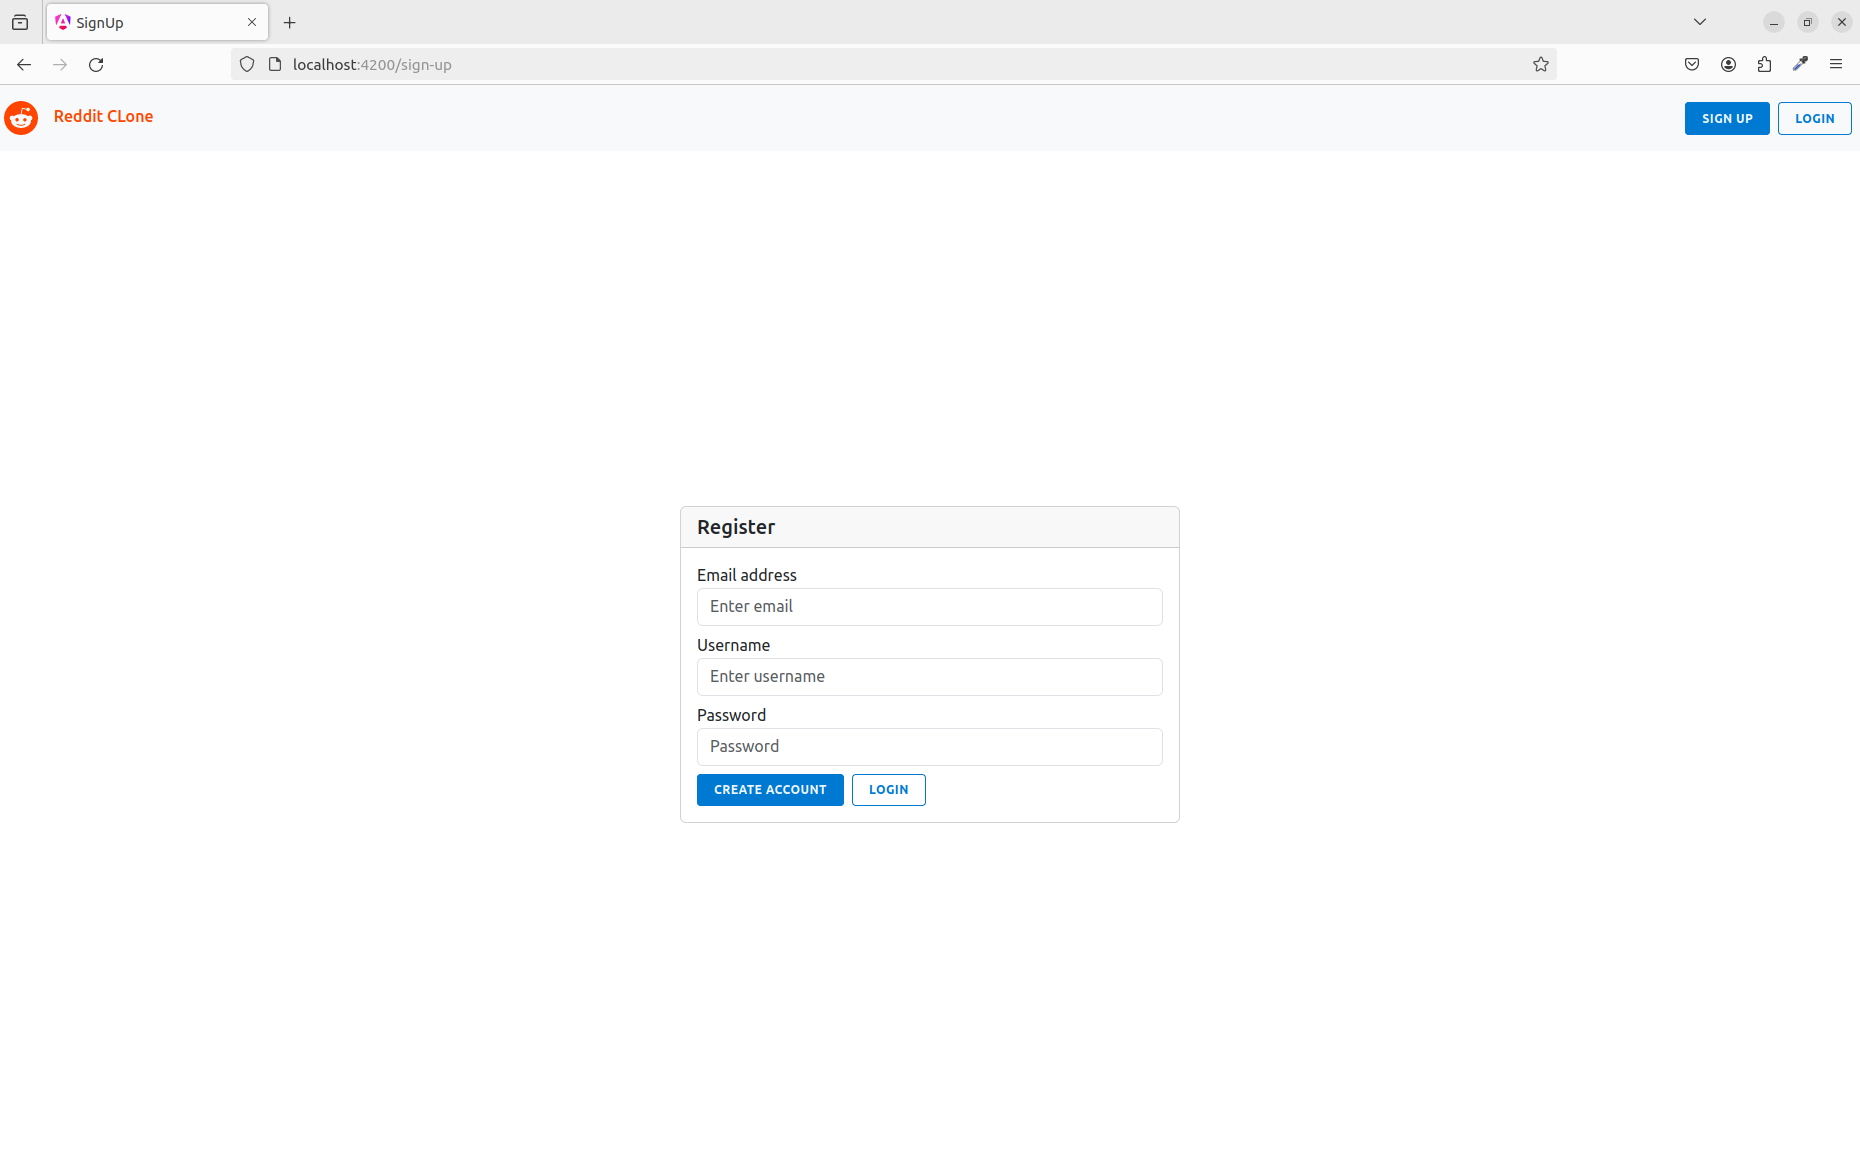 SignUp
localhost:4200/sign-up
Reddit CLone
SIGN UP
LOGIN
Register
Email address
Enter email
Username
Enter username
Password
Password
CREATE ACCOUNT
LOGIN